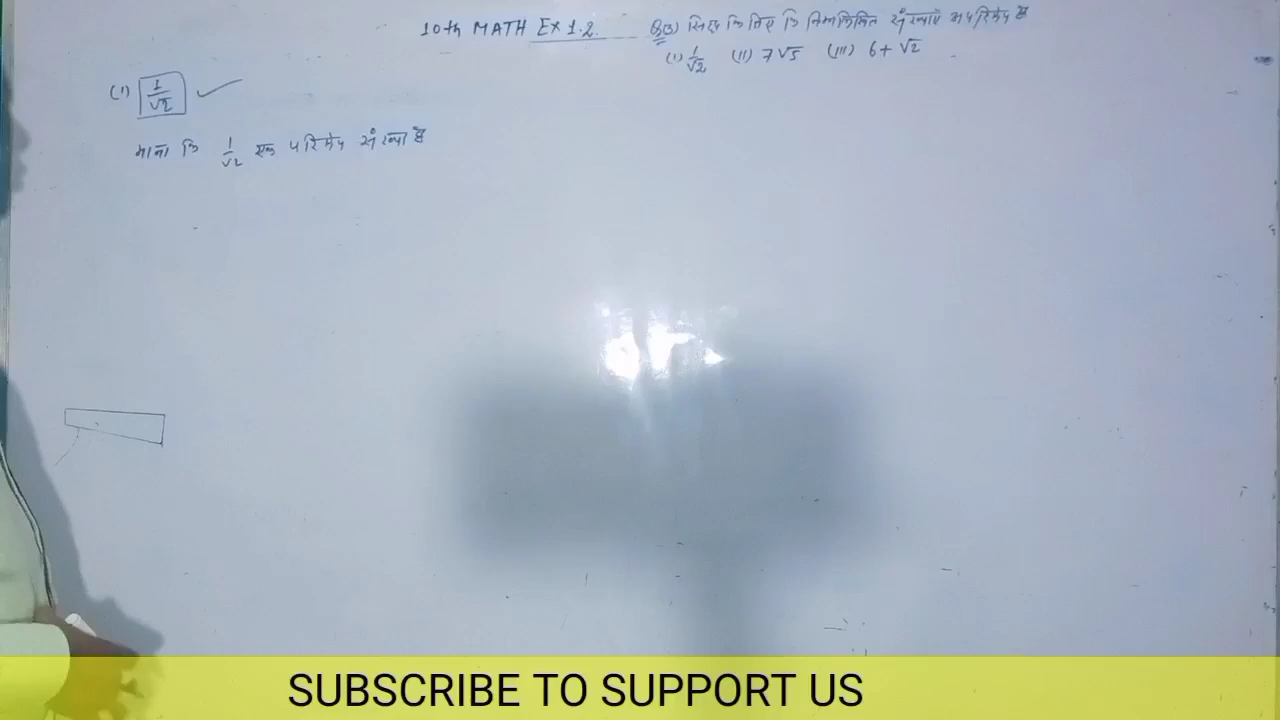 10th MATH EX 1.2. Q.3) सिद्ध किजिए कि निम्नलिखित संख्याएँ अपरिमेय है
(i) 1/√2 (ii) 7√5 (iii) 6+√2
(i) 1/√2
माना कि 1/√2 एक परिमेय संख्या है
SUBSCRIBE TO SUPPORT US